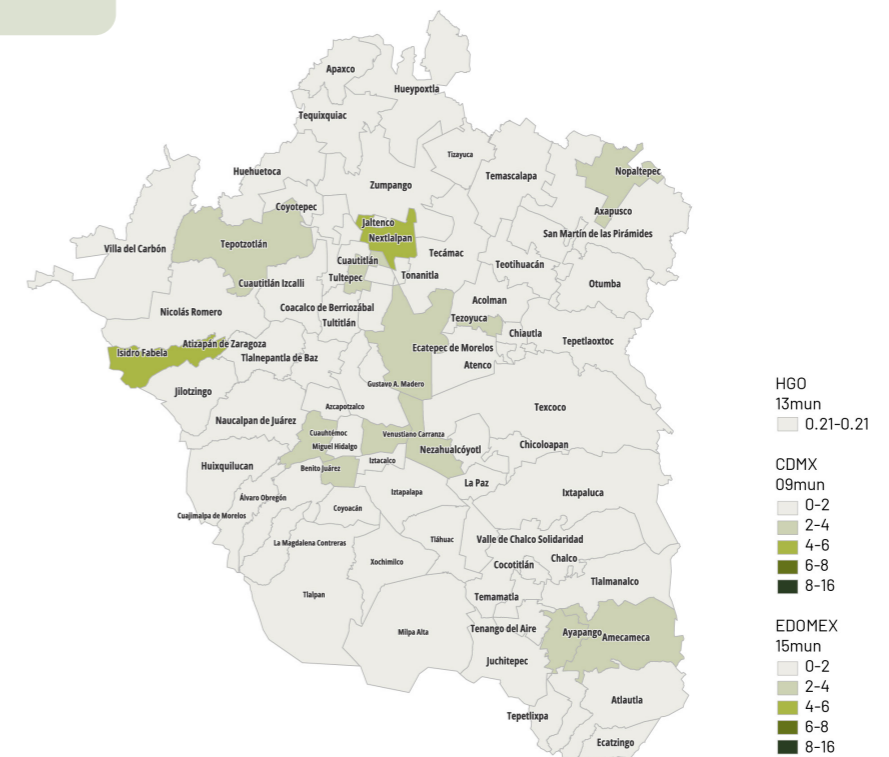 Apaxco
Hueypoxtla
Tequixquiac
Tizayuca
Huehuetoca
Temascalapa
Nopaltepec
Zumpango
Coyotepec
Axapusco
Jaltenco
San Martín de las Pirámides
Nextlalpan
Villa del Carbón
Tepotzotlán
Tecámac
Cuautitlán
Teotihuacán
Tultepec
Tonanitla
Cuautitlán Izcalli
Otumba
Acolman
Coacalco de Berriozábal
Nicolás Romero
Tezoyuca
Tultitlán
Chiautla
Tepetlaoxtoc
Atizapán de Zaragoza
Ecatepec de Morelos
Isidro Fabela
Tlalnepantla de Baz
Atenco
Gustavo A. Madero
Jilotzingo
Azcapotzalco
Texcoco
Naucalpan de Juárez
Cuauhtémoc
Venustiano Carranza
Miguel Hidalgo
Chicoloapan
Nezahualcóyotl
Iztacalco
Huixquilucan
Benito Juárez
La Paz
Iztapalapa
Ixtapaluca
Álvaro Obregón
Coyoacán
Cuajimalpa de Morelos
Tláhuac
Valle de Chalco Solidaridad
La Magdalena Contreras
Chalco
Xochimilco
Cocotitlán
Tlalmanalco
Tlalpan
Temamatla
Milpa Alta
Tenango del Aire
Ayapango
Amecameca
Juchitepec
Atlautla
Tepetlixpa
Ecatzingo
HGO
13mun
0.21-0.21
CDMX
09mun
0-2
2-4
4-6
6-8
8-16
EDOMEX
15mun
0-2
2-4
4-6
6-8
8-16